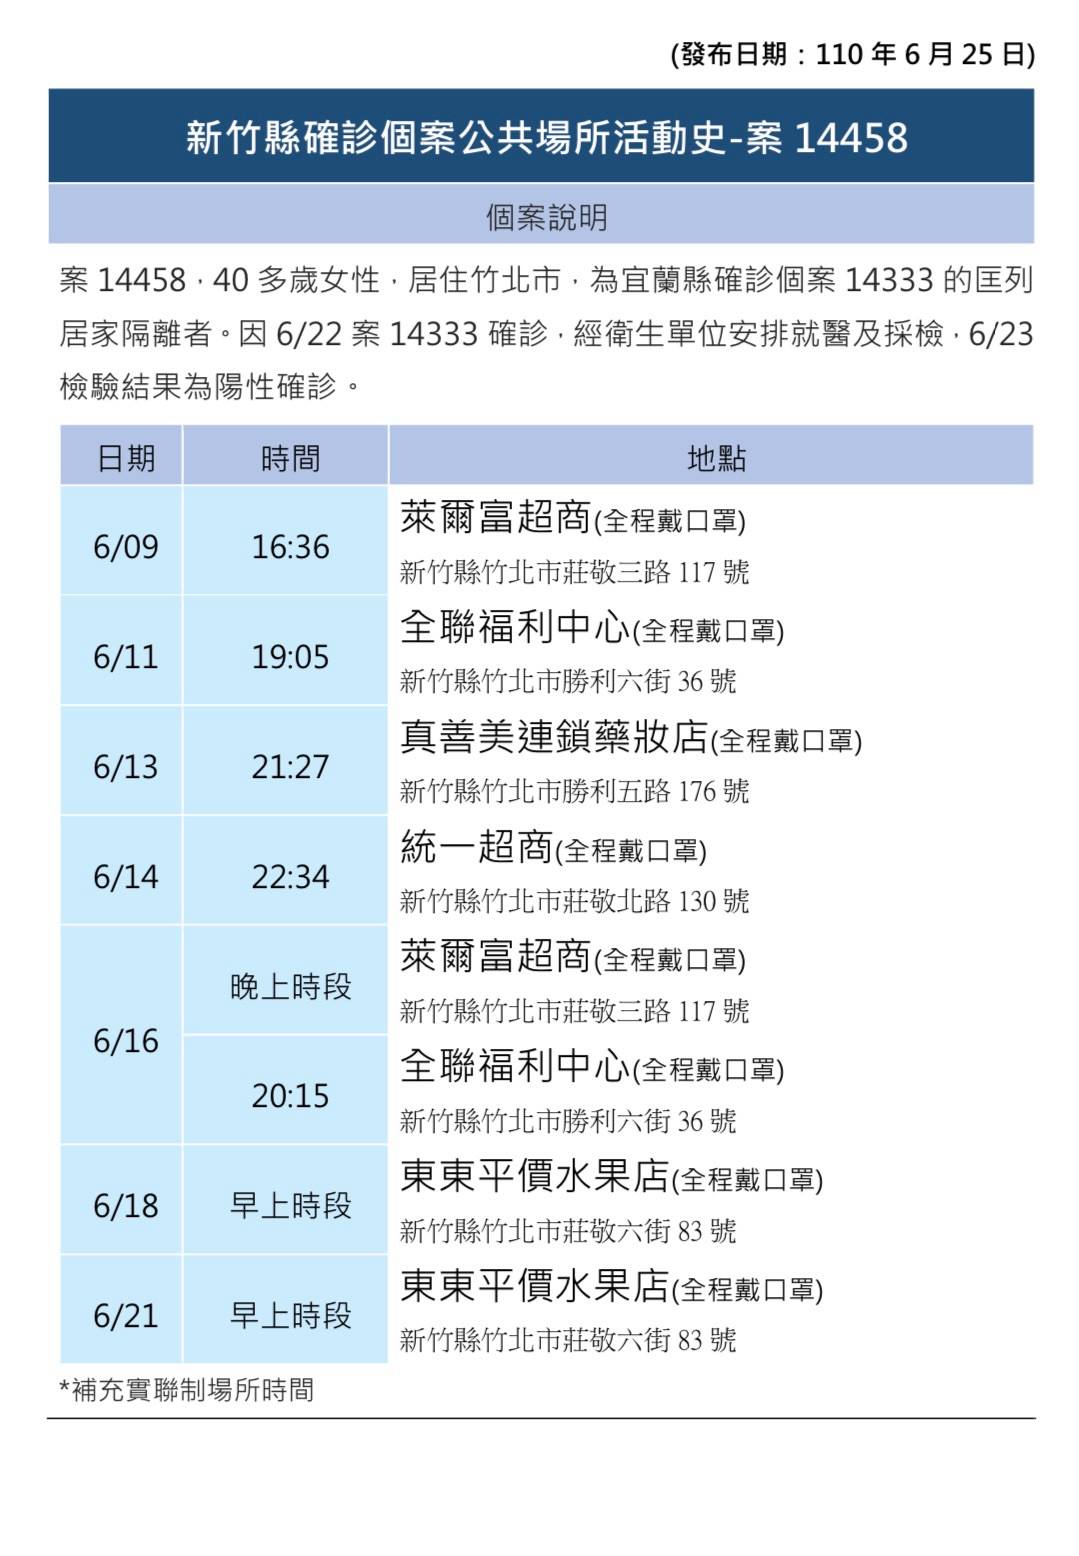 (發布日期：110 年 6 月 25 日)
新竹縣確診個案公共場所活動史-案 14458
個案說明
案 14458，40 多歲女性，居住竹北市，為宜蘭縣確診個案 14333 的匡列
居家隔離者。因 6/22 案 14333 確診，經衛生單位安排就醫及採檢，6/23
檢驗結果為陽性確診。
日期 時間 地點
6/09 16:36 萊爾富超商(全程戴口罩)
新竹縣竹北市莊敬三路 117 號
6/11 19:05 全聯福利中心(全程戴口罩)
新竹縣竹北市勝利六街 36 號
6/13 21:27 真善美連鎖藥妝店(全程戴口罩)
新竹縣竹北市勝利五路 176 號
6/14 22:34 統一超商(全程戴口罩)
新竹縣竹北市莊敬北路 130 號
6/16 晚上時段 萊爾富超商(全程戴口罩)
新竹縣竹北市莊敬三路 117 號
20:15 全聯福利中心(全程戴口罩)
新竹縣竹北市勝利六街 36 號
6/18 早上時段 東東平價水果店(全程戴口罩)
新竹縣竹北市莊敬六街 83 號
6/21 早上時段 東東平價水果店(全程戴口罩)
新竹縣竹北市莊敬六街 83 號
*補充實聯制場所時間